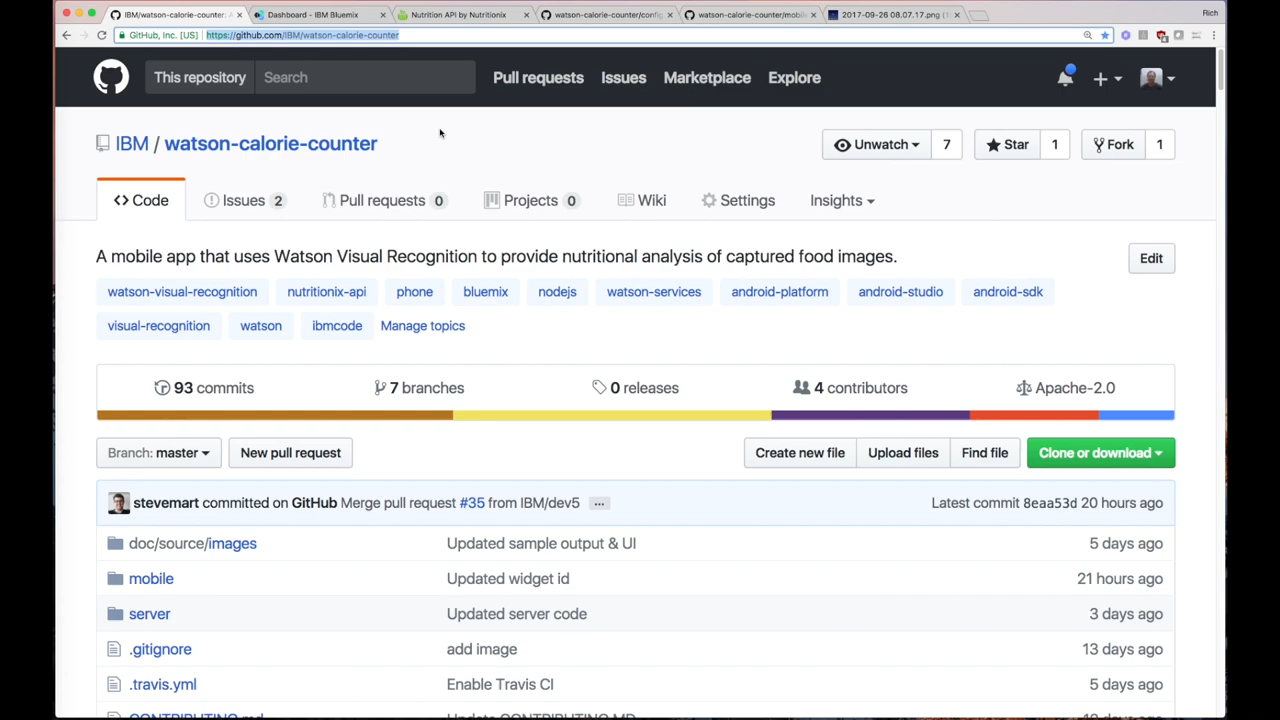 IBM/watson-calorie-counter: A
Dashboard - IBM Bluemix
Nutrition API by Nutritionix
watson-calorie-counter/config
watson-calorie-counter/mobile
2017-09-26 08.07.17.png (1
Rich
GitHub, Inc. [US] https://github.com/IBM/watson-calorie-counter
This repository Search Pull requests Issues Marketplace Explore
IBM / watson-calorie-counter
Unwatch 7 Star 1 Fork 1
Code Issues 2 Pull requests 0 Projects 0 Wiki Settings Insights
A mobile app that uses Watson Visual Recognition to provide nutritional analysis of captured food images.
Edit
watson-visual-recognition nutritionix-api phone bluemix nodejs watson-services android-platform android-studio android-sdk
visual-recognition watson ibmcode Manage topics
93 commits 7 branches 0 releases 4 contributors Apache-2.0
Branch: master New pull request Create new file Upload files Find file Clone or download
stevemart committed on GitHub Merge pull request #35 from IBM/dev5 ... Latest commit 8eaa53d 20 hours ago
doc/source/images Updated sample output & UI 5 days ago
mobile Updated widget id 21 hours ago
server Updated server code 3 days ago
.gitignore add image 13 days ago
.travis.yml Enable Travis CI 5 days ago
CONTRIBUTING.md Update CONTRIBUTING.MD